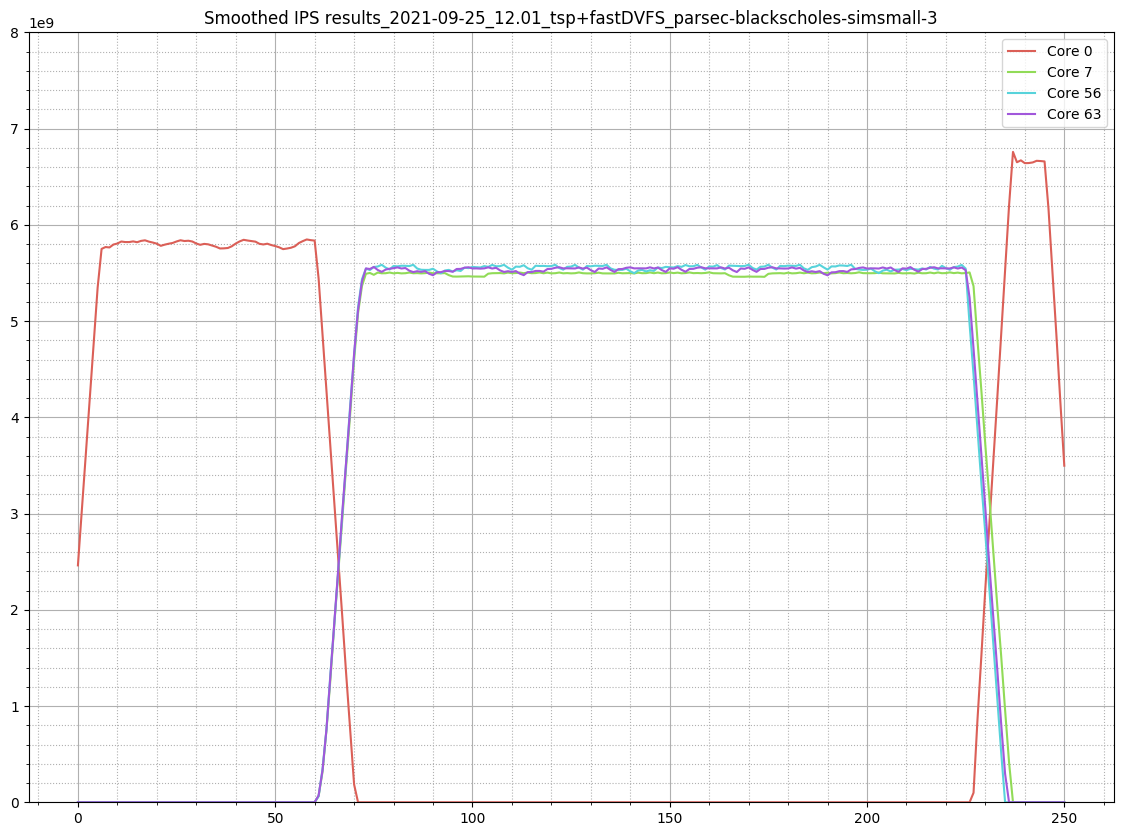 Smoothed IPS results_2021-09-25_12.01_tsp+fastDVFS_parsec-blackscholes-simsmall-3
1e9
8
7
6
5
4
3
2
1
0
0 50 100 150 200 250
Core 0
Core 7
Core 56
Core 63